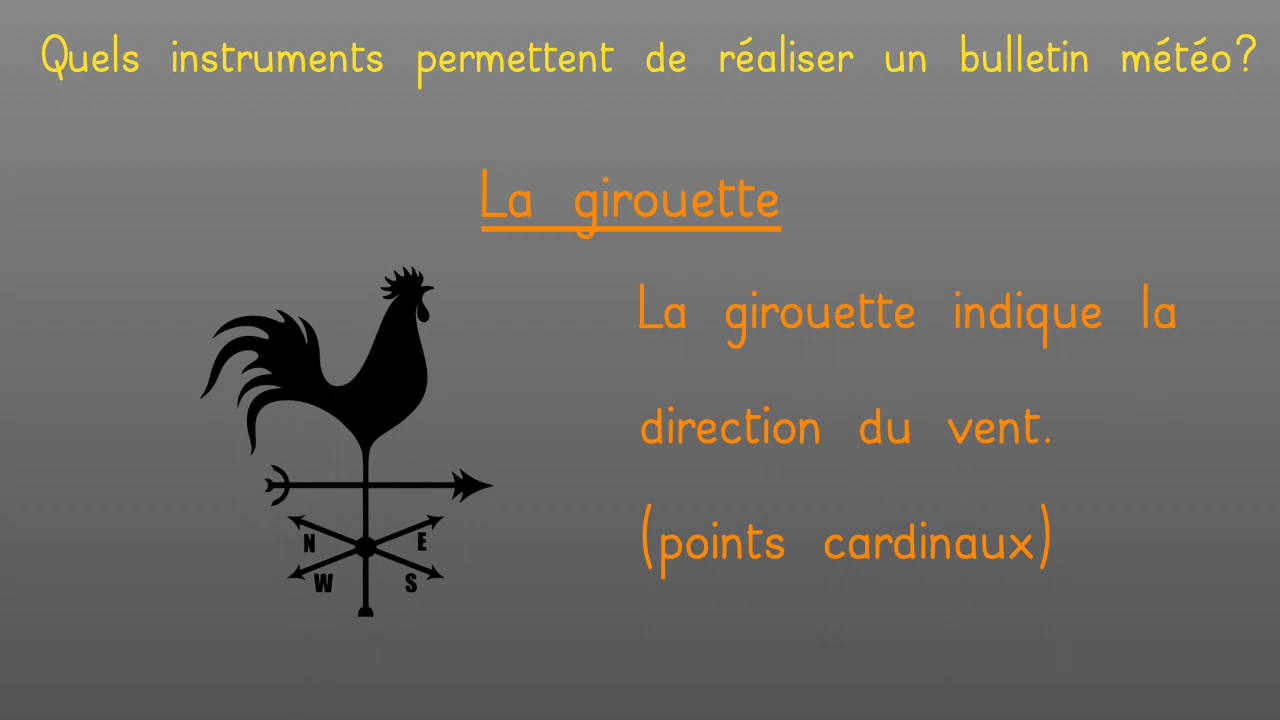 Quels instruments permettent de réaliser un bulletin météo?
La girouette
La girouette indique la
direction du vent.
(points cardinaux)
N E
W S